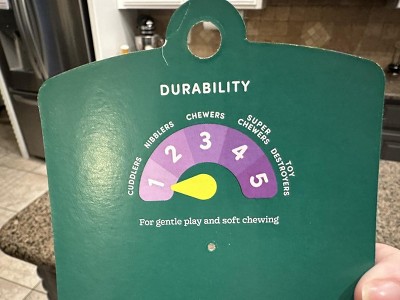 DURABILITY
CUDDLERS
NIBBLERS
CHEWERS
SUPER
CHEWERS
TOY
DESTROYERS
1
2
3
4
5
For gentle play and soft chewing